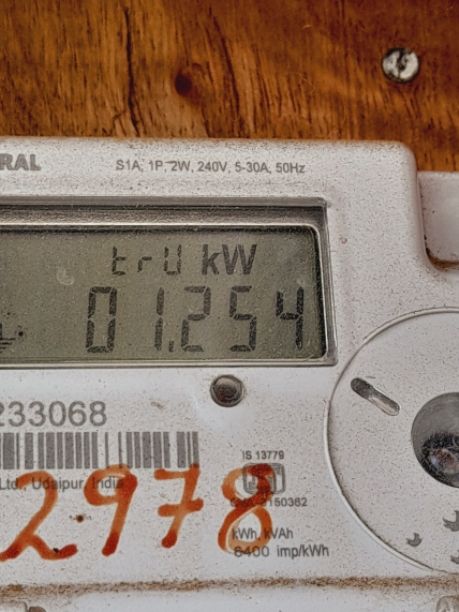 RAL S1A, 1P, 2W, 240V, 5-30A, 50Hz
trU kW
01.254
233068
Ltd., Udaipur, India
2978
IS 13779
kWh, kVAh
6400 imp/kWh